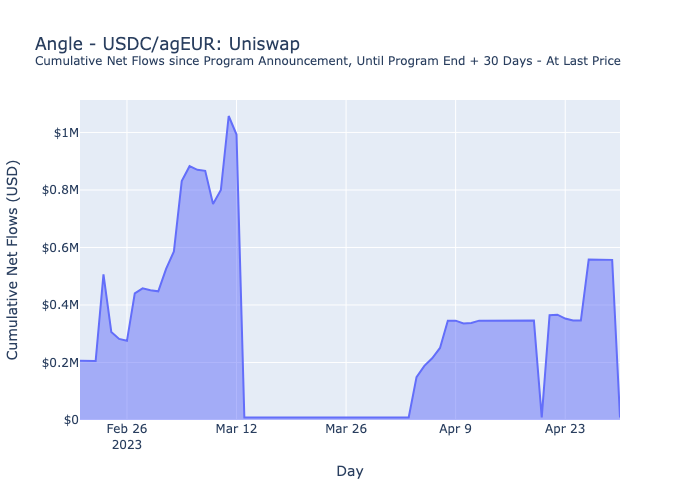 Angle - USDC/agEUR: Uniswap
Cumulative Net Flows since Program Announcement, Until Program End + 30 Days - At Last Price
Cumulative Net Flows (USD)
$1M
$0.8M
$0.6M
$0.4M
$0.2M
$0
Feb 26
2023
Mar 12
Mar 26
Apr 9
Apr 23
Day